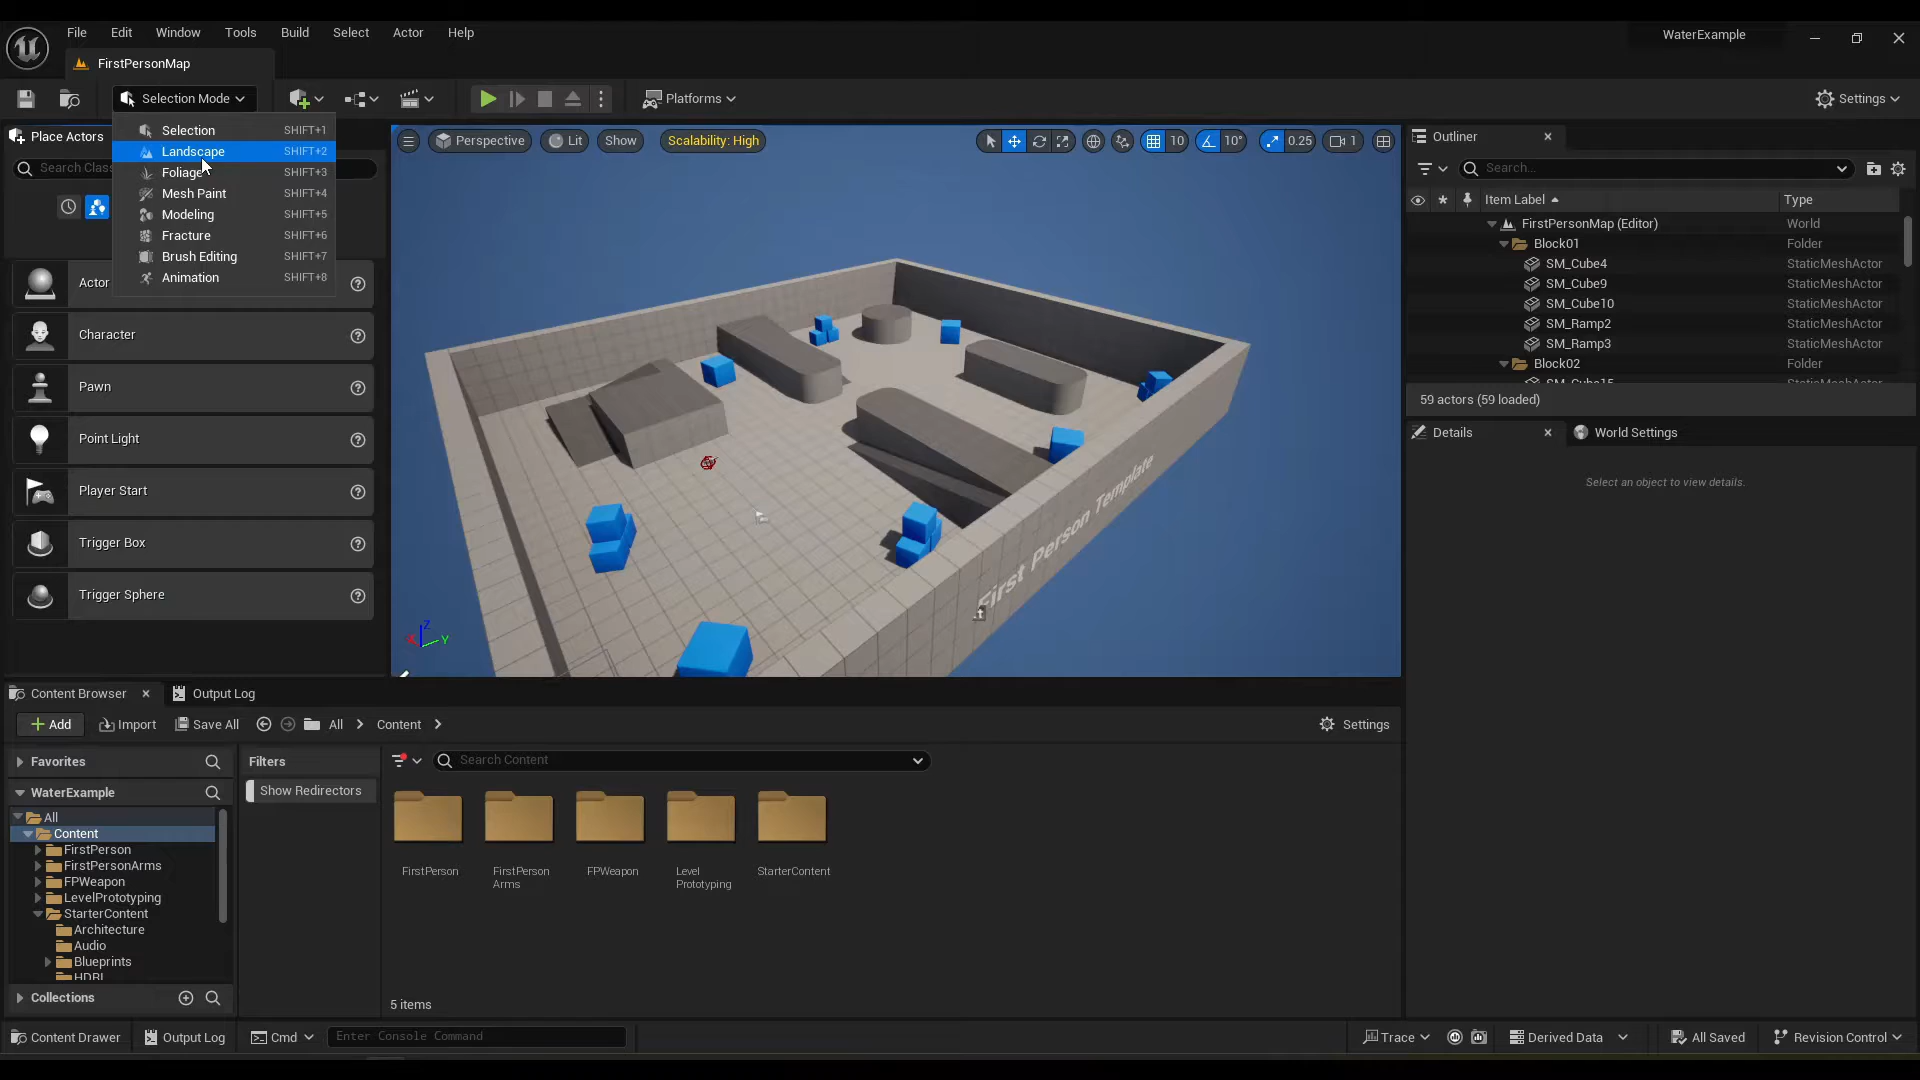 File Edit Window Tools Build Select Actor Help
WaterExample
FirstPersonMap
Selection Mode
Platforms
Settings
Place Actors
Selection SHIFT+1
Landscape SHIFT+2
Foliage SHIFT+3
Mesh Paint SHIFT+4
Modeling SHIFT+5
Fracture SHIFT+6
Brush Editing SHIFT+7
Animation SHIFT+8
Search Clas
Actor
Character
Pawn
Point Light
Player Start
Trigger Box
Trigger Sphere
Perspective Lit Show Scalability: High
10 10° 0.25 1
First Person Template
Z
X Y
Outliner
Search...
Item Label Type
FirstPersonMap (Editor) World
Block01 Folder
SM_Cube4 StaticMeshActor
SM_Cube9 StaticMeshActor
SM_Cube10 StaticMeshActor
SM_Ramp2 StaticMeshActor
SM_Ramp3 StaticMeshActor
Block02 Folder
SM_Cube15 StaticMeshActor
59 actors (59 loaded)
Details World Settings
Select an object to view details.
Content Browser Output Log
Add Import Save All All Content Settings
Favorites
WaterExample
All
Content
FirstPerson
FirstPersonArms
FPWeapon
LevelPrototyping
StarterContent
Architecture
Audio
Blueprints
HDRI
Collections
Filters
Show Redirectors
Search Content
FirstPerson
FirstPerson
Arms
FPWeapon
Level
Prototyping
StarterContent
5 items
Content Drawer Output Log Cmd Enter Console Command Trace Derived Data All Saved Revision Control